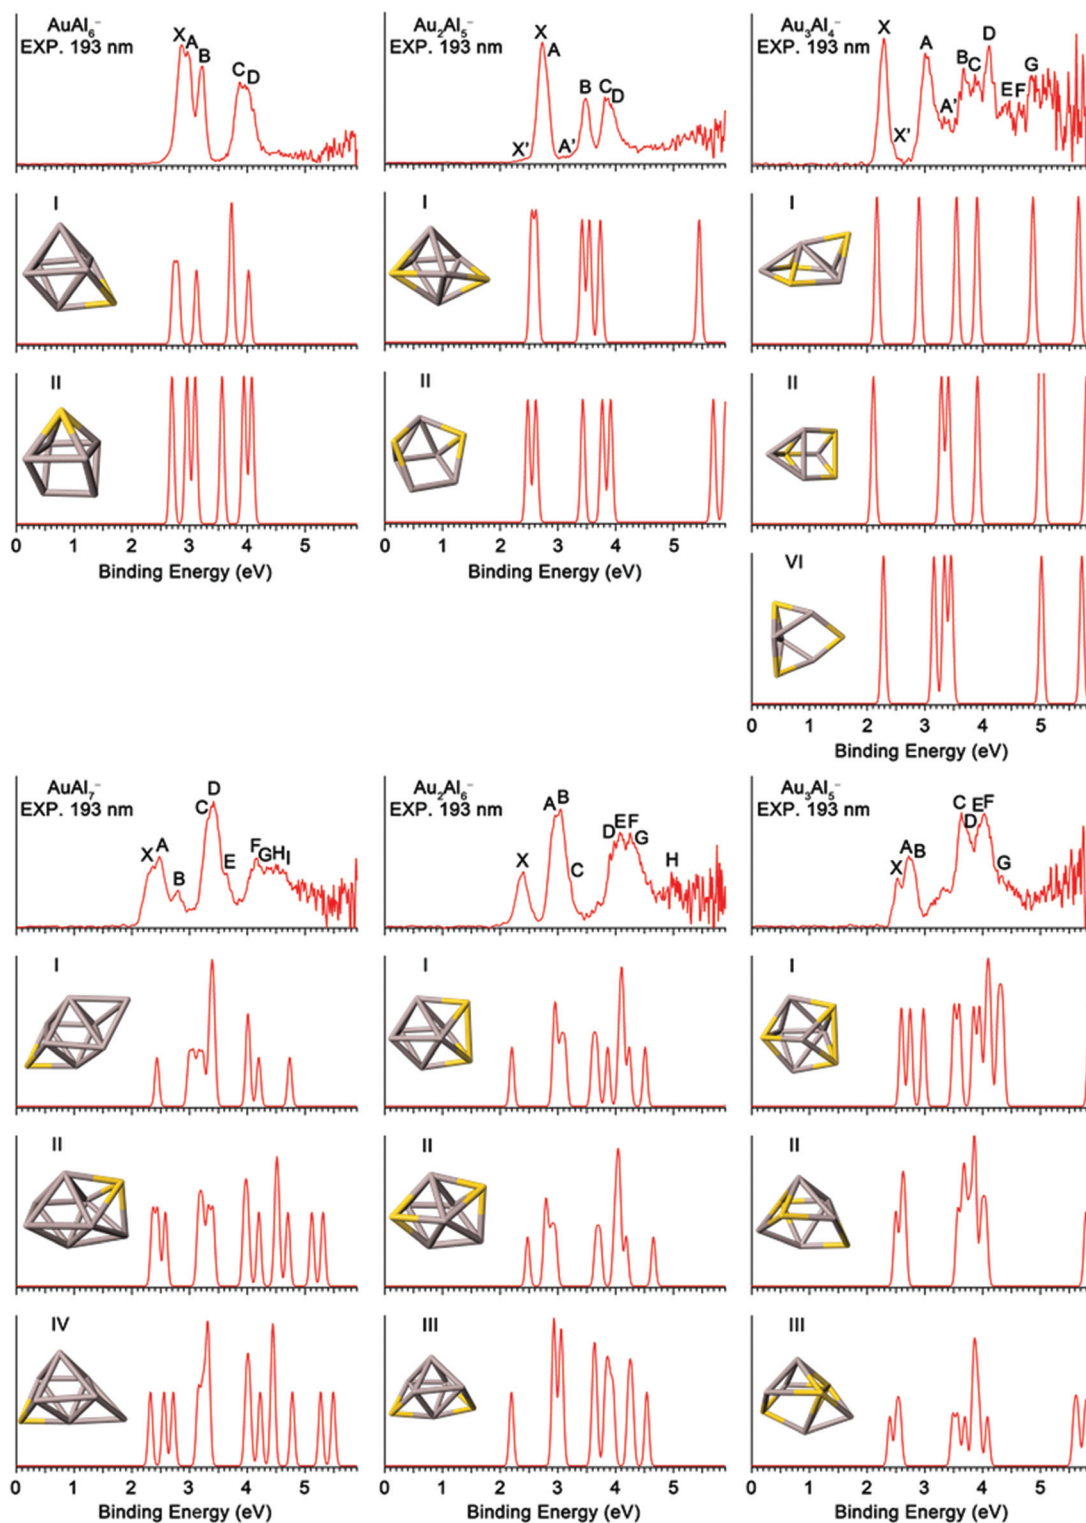 AuAl₆⁻
EXP. 193 nm
X A B C D
Au₂Al₅⁻
EXP. 193 nm
X' X A A' B C D
Au₃Al₄⁻
EXP. 193 nm
X X' A A' B C D E F G
I
I
I
II
II
II
0 1 2 3 4 5
Binding Energy (eV)
0 1 2 3 4 5
Binding Energy (eV)
VI
0 1 2 3 4 5
Binding Energy (eV)
AuAl₇⁻
EXP. 193 nm
X A B C D E F G H I
Au₂Al₆⁻
EXP. 193 nm
X A B C D E F G H
Au₃Al₅⁻
EXP. 193 nm
X A B C D E F G
I
I
I
II
II
II
IV
III
III
0 1 2 3 4 5
0 1 2 3 4 5
0 1 2 3 4 5
Binding Energy (eV)
Binding Energy (eV)
Binding Energy (eV)